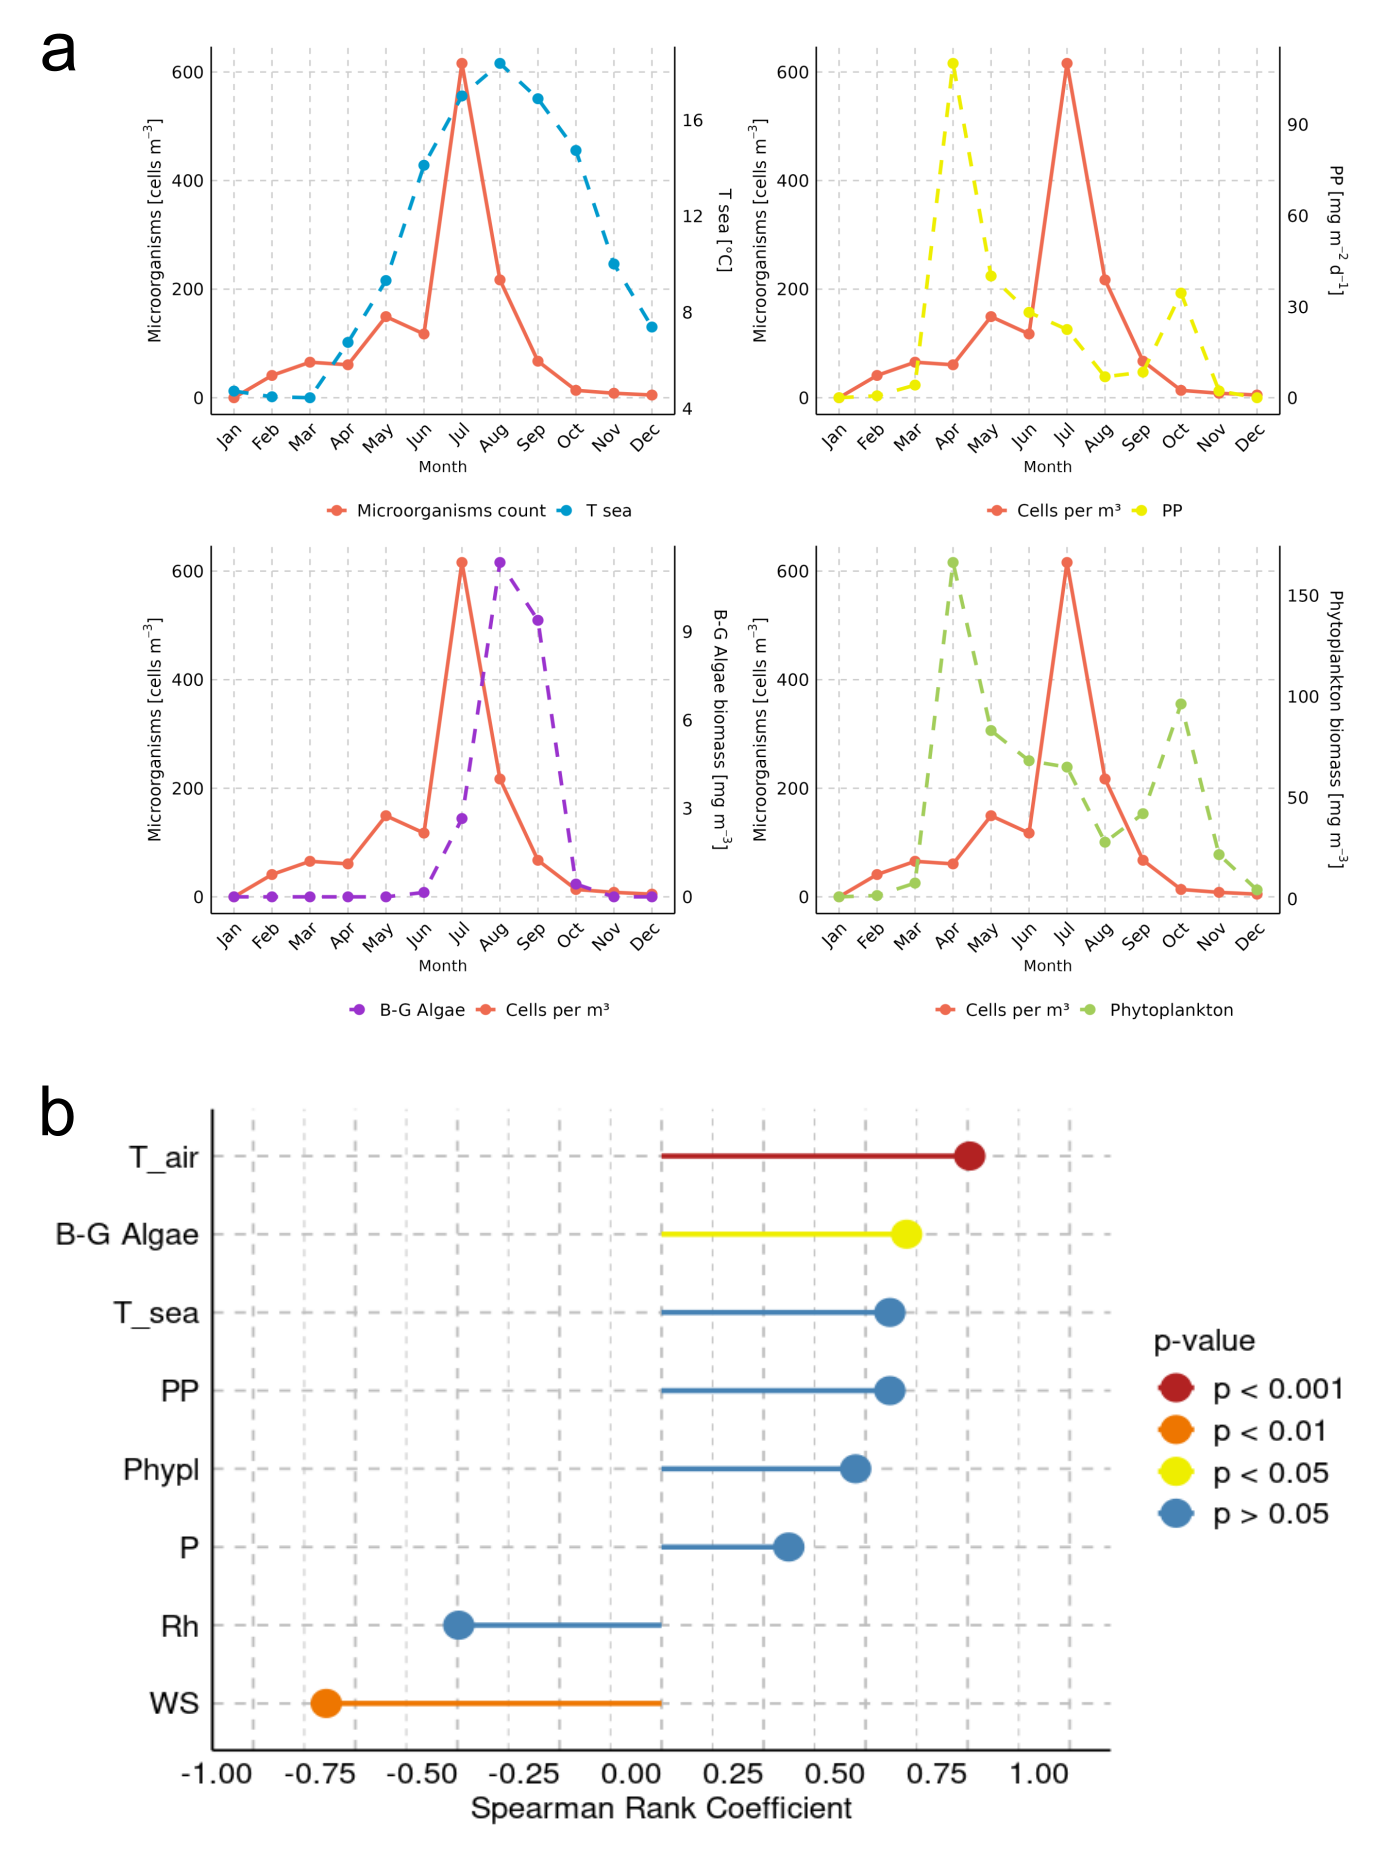 a
600
400
200
0
Microorganisms [cells m⁻³]
16
12
8
4
T sea [°C]
Jan Feb Mar Apr May Jun Jul Aug Sep Oct Nov Dec
Month
Microorganisms count T sea
600
400
200
0
Microorganisms [cells m⁻³]
90
60
30
0
PP [mg m⁻² d⁻¹]
Jan Feb Mar Apr May Jun Jul Aug Sep Oct Nov Dec
Month
Cells per m³ PP
600
400
200
0
Microorganisms [cells m⁻³]
9
6
3
0
B-G Algae biomass [mg m⁻³]
Jan Feb Mar Apr May Jun Jul Aug Sep Oct Nov Dec
Month
B-G Algae Cells per m³
600
400
200
0
Microorganisms [cells m⁻³]
150
100
50
0
Phytoplankton biomass [mg m⁻³]
Jan Feb Mar Apr May Jun Jul Aug Sep Oct Nov Dec
Month
Cells per m³ Phytoplankton
b
T_air
B-G Algae
T_sea
PP
Phypl
P
Rh
WS
-1.00 -0.75 -0.50 -0.25 0.00 0.25 0.50 0.75 1.00
Spearman Rank Coefficient
p-value
p < 0.001
p < 0.01
p < 0.05
p > 0.05